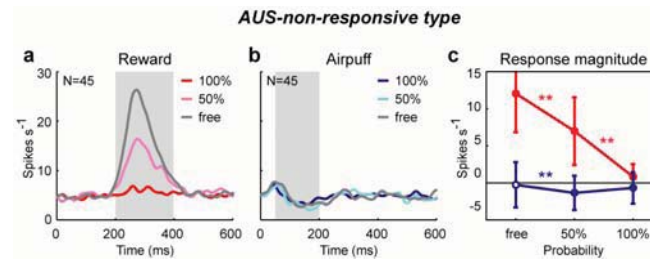 AUS-non-responsive type
a Reward
N=45
100%
50%
free
Spikes s⁻¹
30
20
10
0
0 200 400 600
Time (ms)
b Airpuff
N=45
100%
50%
free
0 200 400 600
Time (ms)
c Response magnitude
Spikes s⁻¹
15
10
5
0
-5
**
**
**
free 50% 100%
Probability